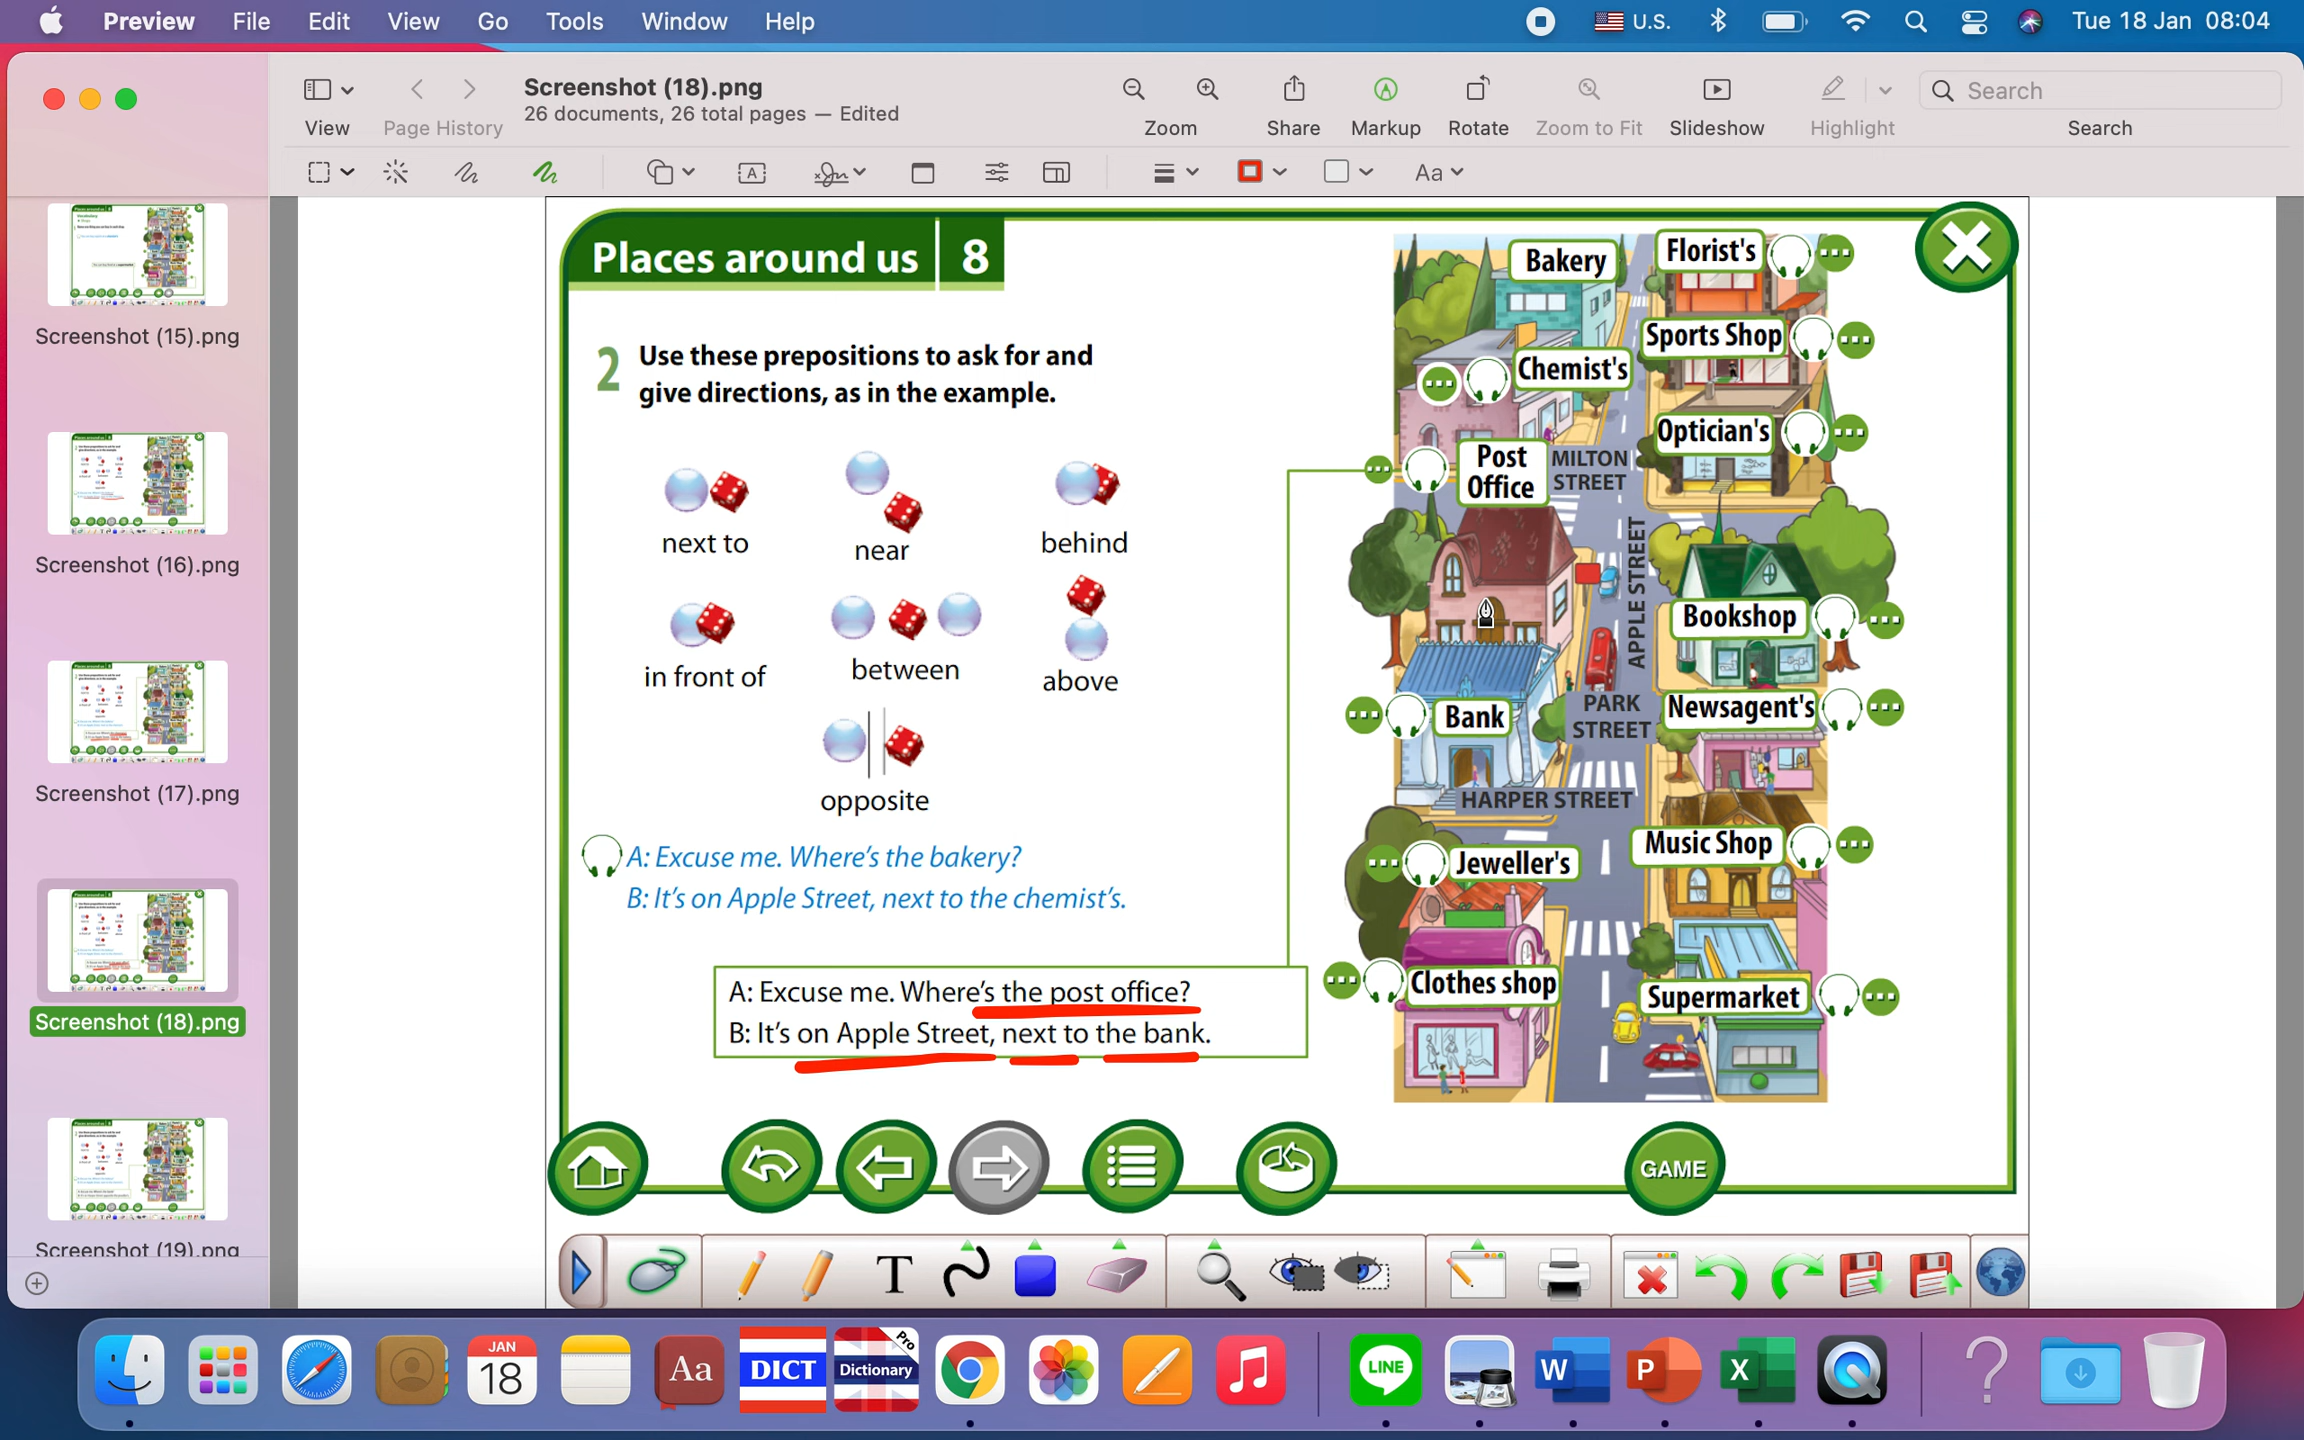 Preview File Edit View Go Tools Window Help U.S. Tue 18 Jan 08:04
Screenshot (18).png
26 documents, 26 total pages — Edited
Search
View Page History Zoom Share Markup Rotate Zoom to Fit Slideshow Highlight Search
A Aa
Screenshot (15).png
Screenshot (16).png
Screenshot (17).png
Screenshot (18).png
Screenshot (19).png
Places around us 8
2 Use these prepositions to ask for and
give directions, as in the example.
next to near behind
in front of between above
opposite
A: Excuse me. Where's the bakery?
B: It's on Apple Street, next to the chemist's.
A: Excuse me. Where's the post office?
B: It's on Apple Street, next to the bank.
Bakery
Florist's
Sports Shop
Chemist's
Optician's
Post
Office
MILTON
STREET
APPLE STREET
Bookshop
Newsagent's
PARK
STREET
Bank
HARPER STREET
Music Shop
Jeweller's
Clothes shop
Supermarket
GAME
T
JAN
18
Aa
DICT
Pro
Dictionary
LINE
W
P
X